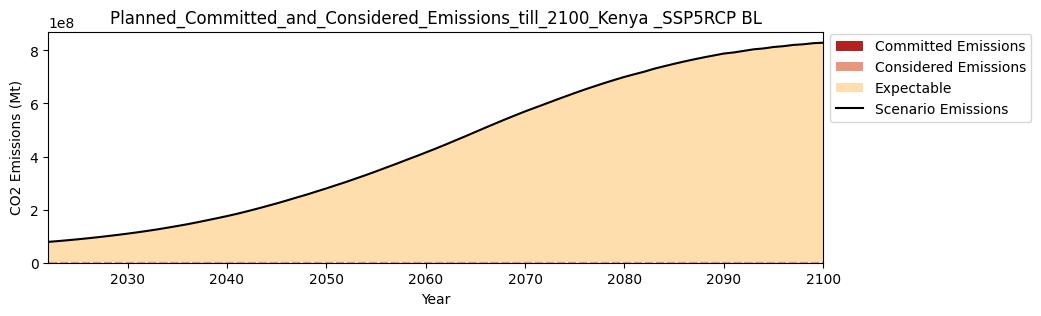 Planned_Committed_and_Considered_Emissions_till_2100_Kenya _SSP5RCP BL
1e8
Committed Emissions
Considered Emissions
Expectable
Scenario Emissions
CO2 Emissions (Mt)
8
6
4
2
0
2030 2040 2050 2060 2070 2080 2090 2100
Year